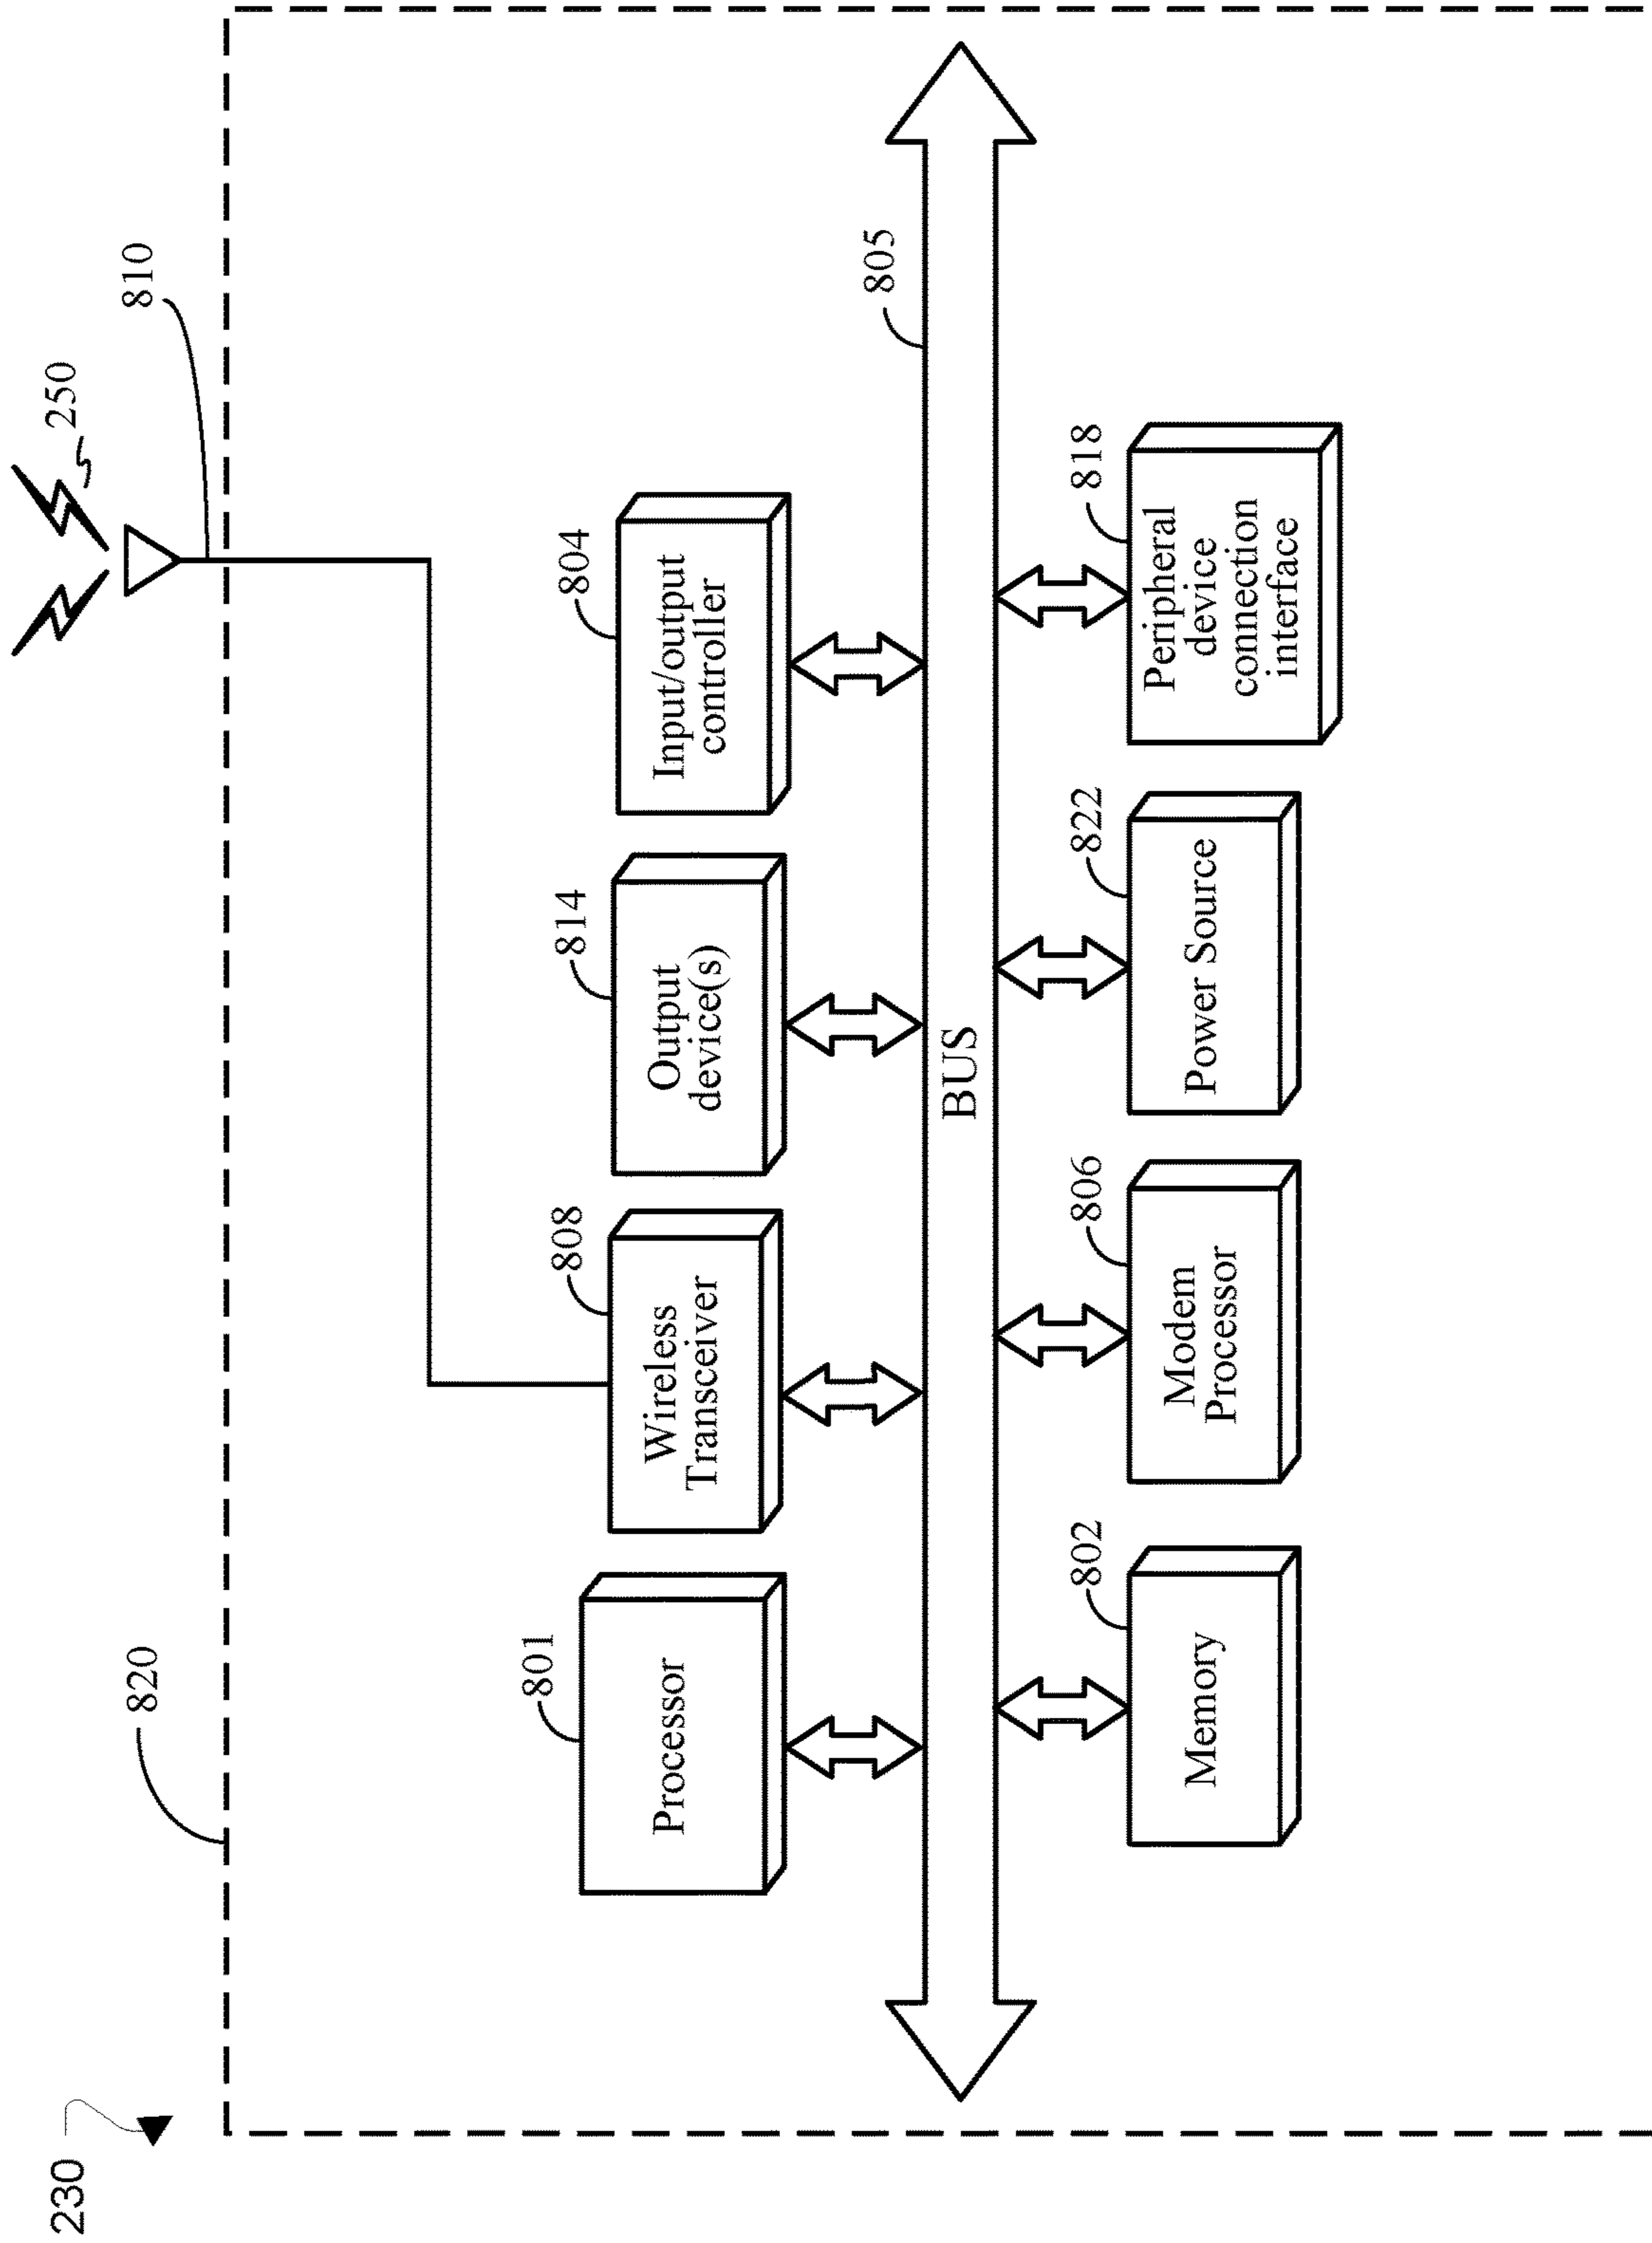 230
820
250
810
801
Processor
808
Wireless
Transceiver
814
Output
device(s)
804
Input/output
controller
805
BUS
802
Memory
806
Modem
Processor
822
Power Source
818
Peripheral
device
connection
interface